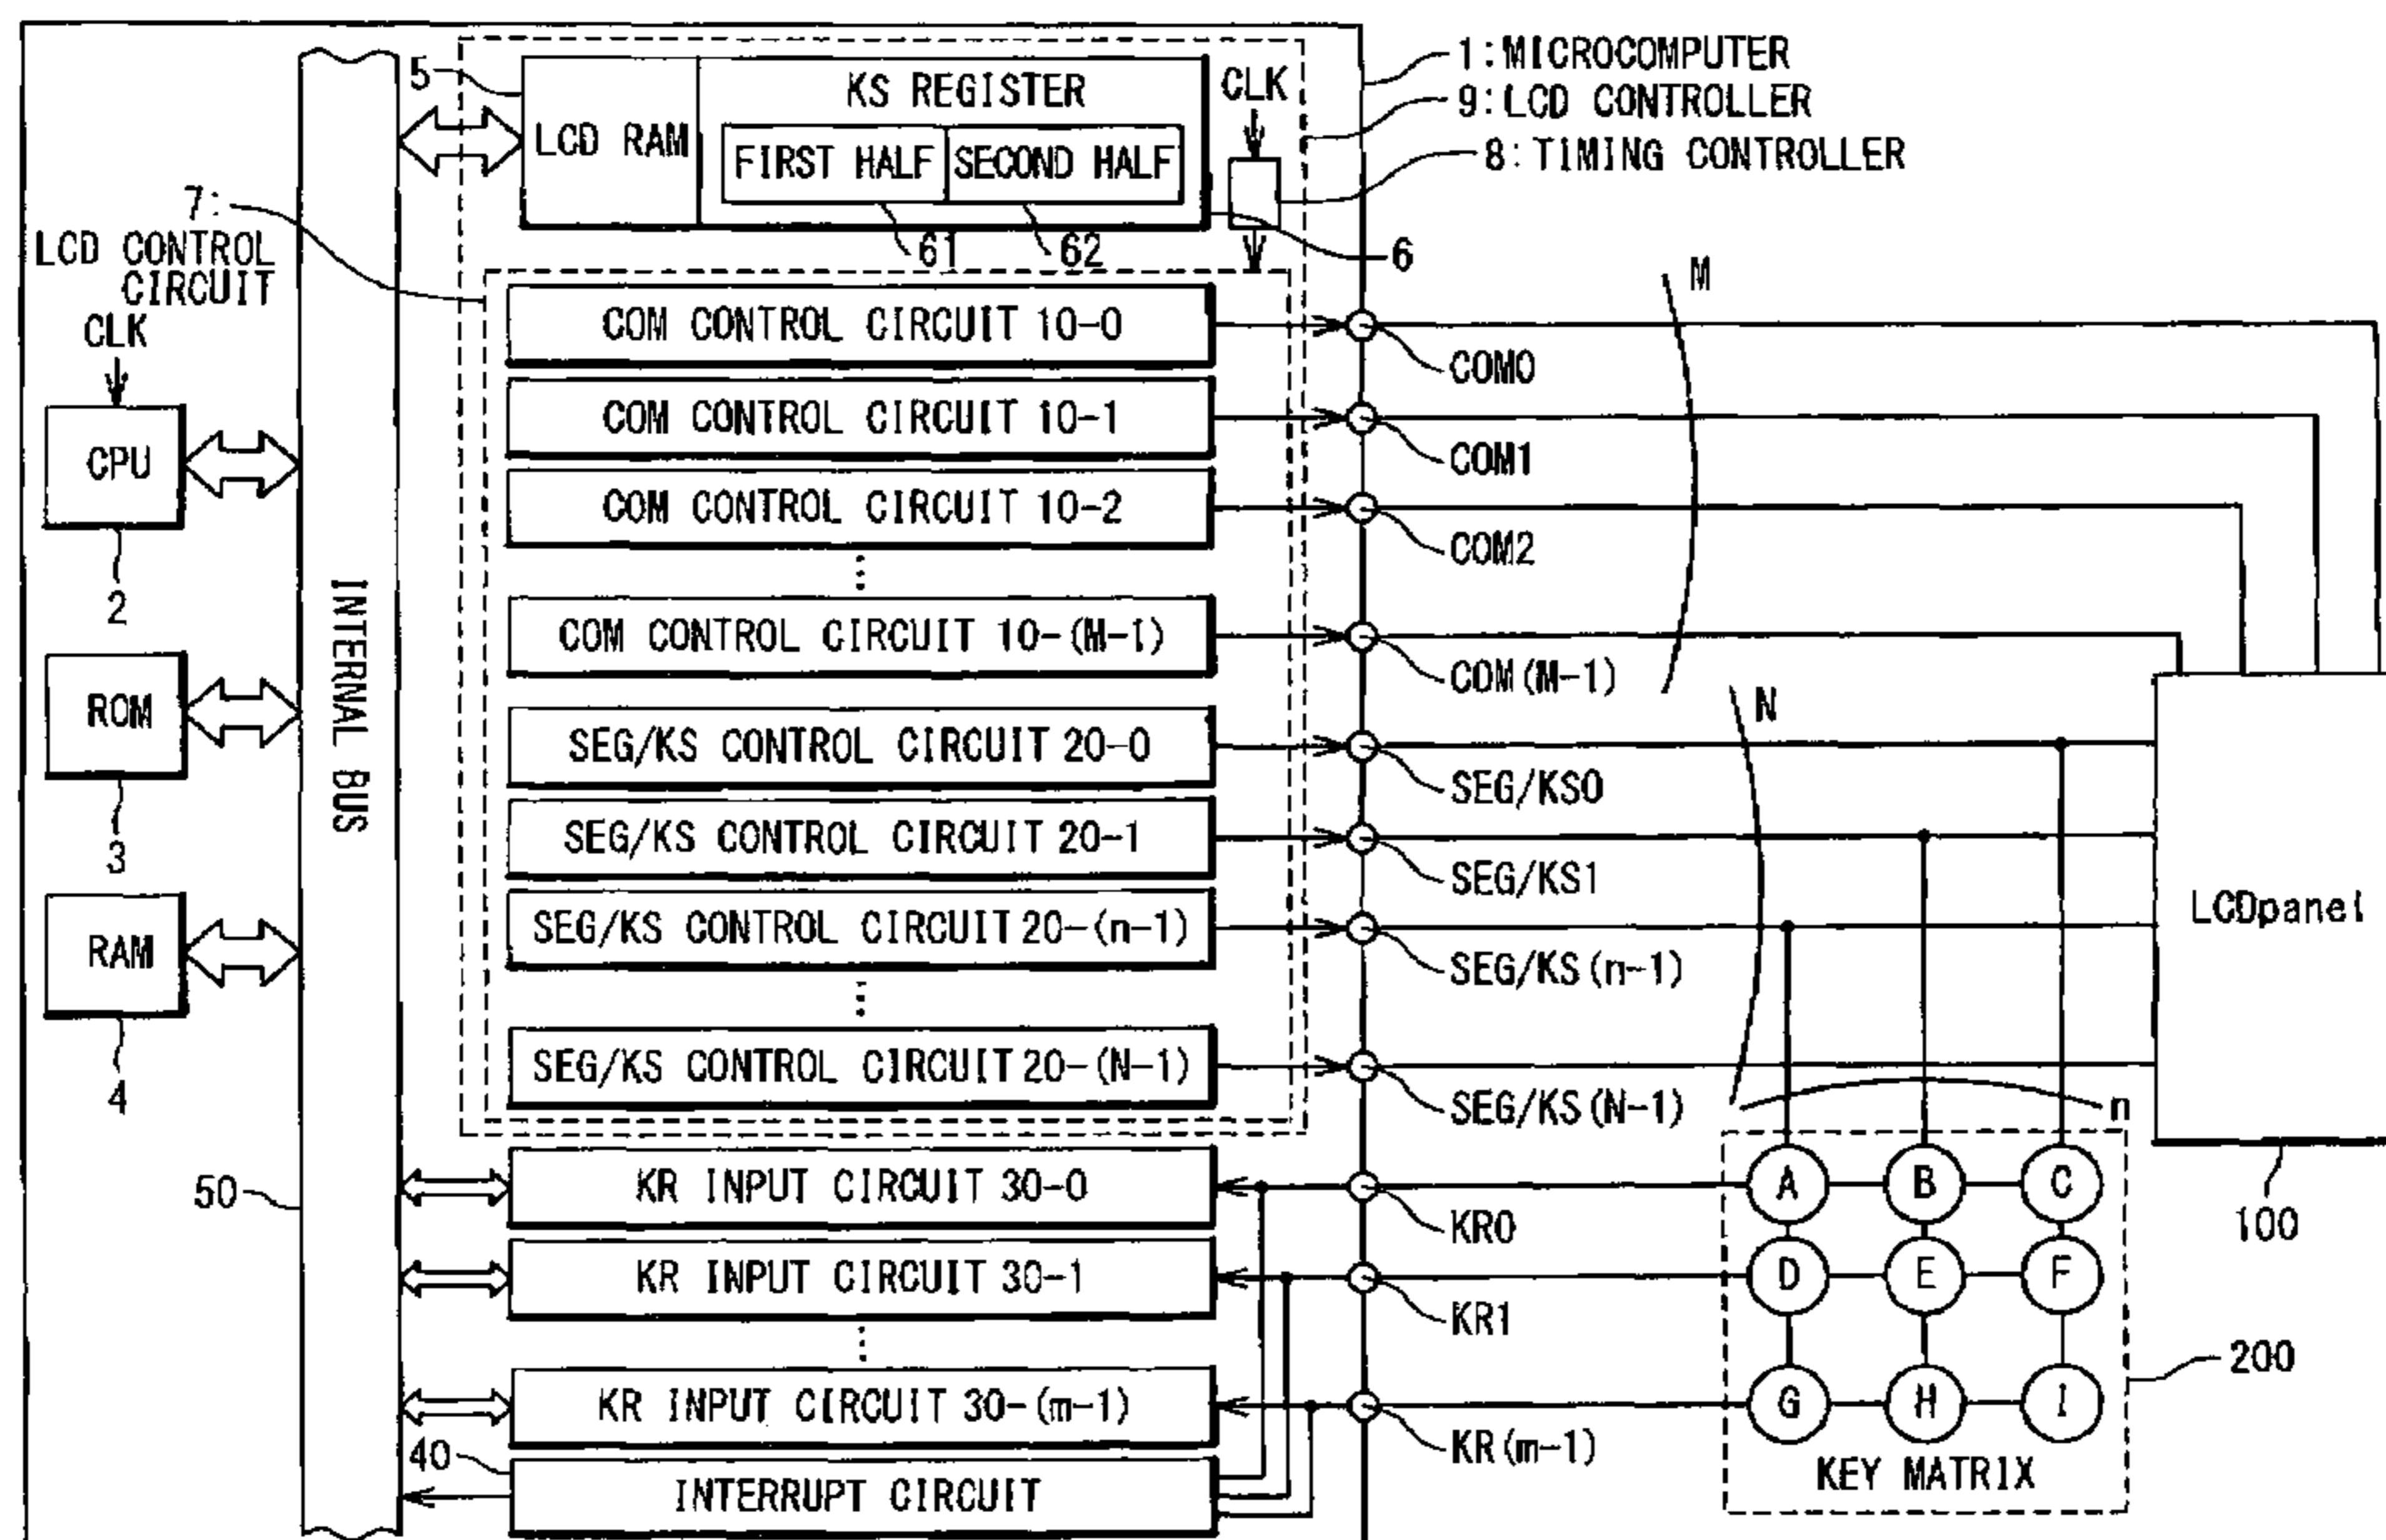 1:MICROCOMPUTER
9:LCD CONTROLLER
8:TIMING CONTROLLER
5
LCD RAM
KS REGISTER
FIRST HALF
SECOND HALF
CLK
61
62
6
7:
LCD CONTROL
CIRCUIT
CLK
CPU
2
ROM
3
RAM
4
INTERNAL BUS
50
COM CONTROL CIRCUIT 10-0
COM CONTROL CIRCUIT 10-1
COM CONTROL CIRCUIT 10-2
⋮
COM CONTROL CIRCUIT 10-(M-1)
SEG/KS CONTROL CIRCUIT 20-0
SEG/KS CONTROL CIRCUIT 20-1
SEG/KS CONTROL CIRCUIT 20-(n-1)
⋮
SEG/KS CONTROL CIRCUIT 20-(N-1)
KR INPUT CIRCUIT 30-0
KR INPUT CIRCUIT 30-1
⋮
KR INPUT CIRCUIT 30-(m-1)
40
INTERRUPT CIRCUIT
COM0
COM1
COM2
COM(M-1)
SEG/KS0
SEG/KS1
SEG/KS(n-1)
SEG/KS(N-1)
KR0
KR1
KR(m-1)
M
N
n
LCDpanel
100
A B C
D E F
G H I
KEY MATRIX
200